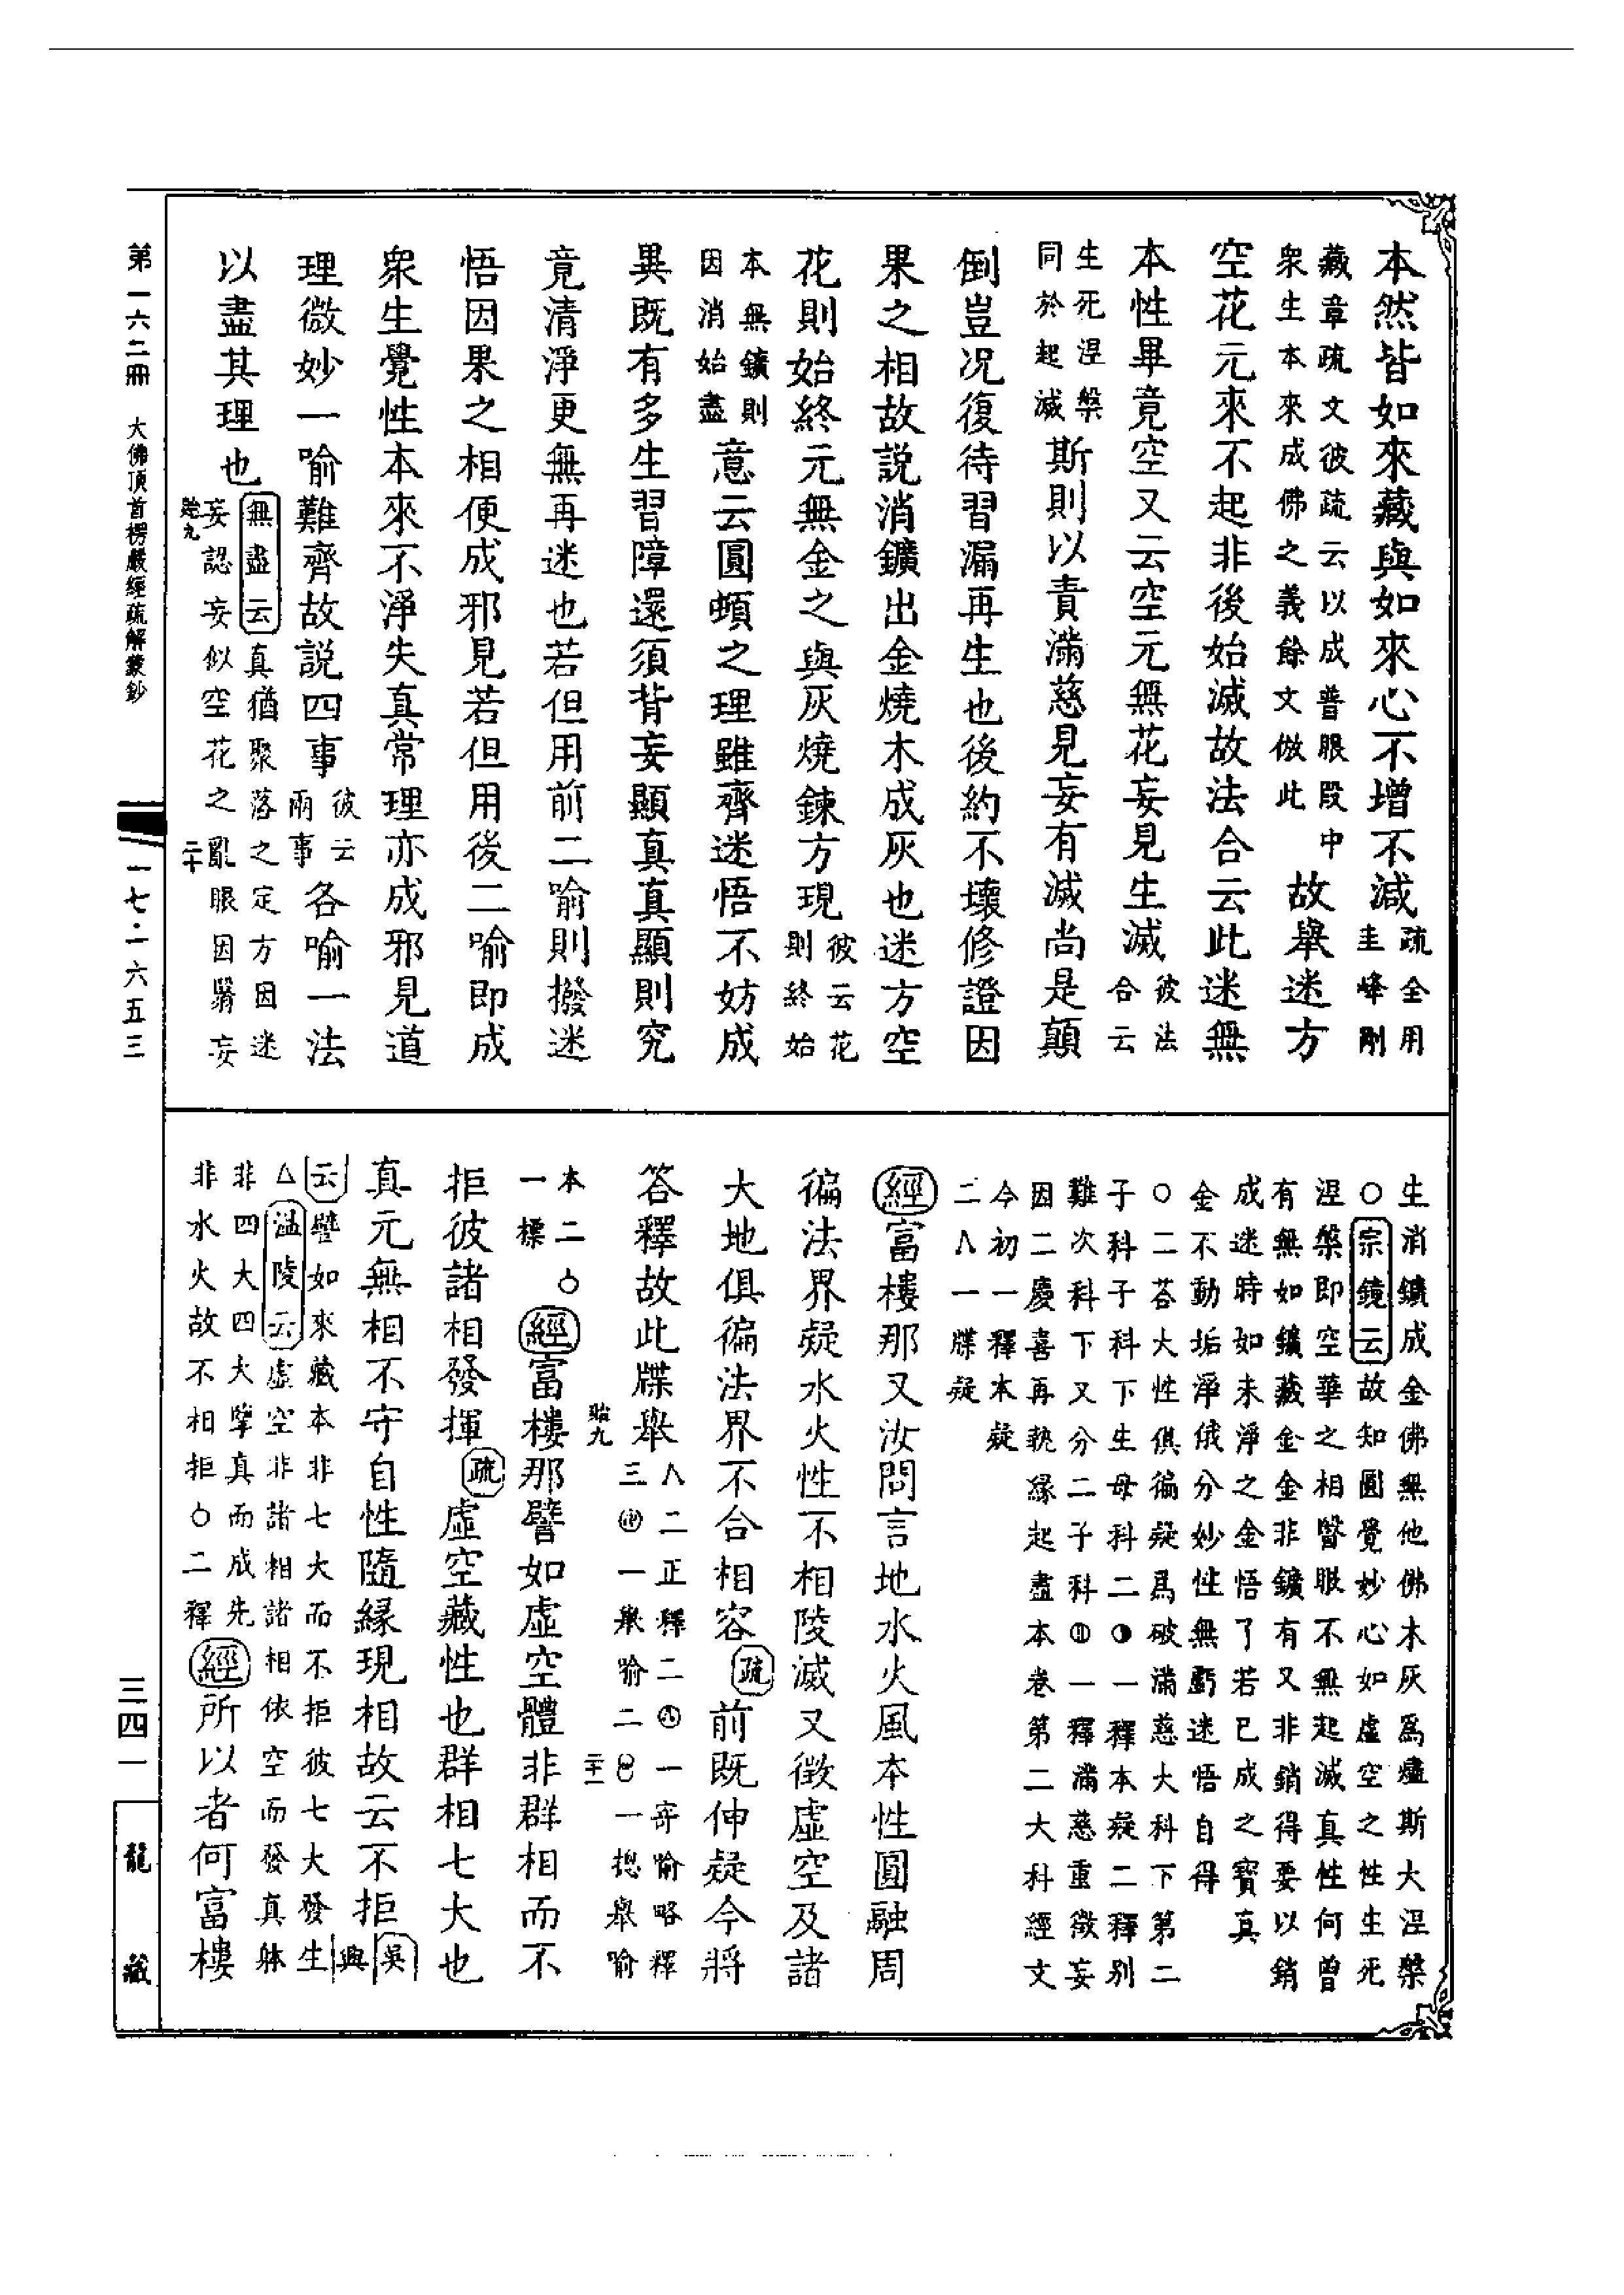 本然皆如來藏與如來心不增不減疏全用圭峰剛
藏章疏文彼疏云以成普眼段中衆生本來成佛之義餘文倣此故舉迷方
空花元來不起非後始滅故法合云此迷無
本性畢竟空又云空元無花妄見生滅彼法合云
生死涅槃同於起滅斯則以責滿慈見妄有滅尚是顛
倒豈況復待習漏再生也後約不壞修證因
果之相故説消鑛出金燒木成灰也迷方空
花則始終元無金之與灰燒鍊方現彼云花則終始
本無鑛則因消始盡意云圓頓之理雖齊迷悟不妨成
異既有多生習障還須背妄顯真真顯則究
竟清淨更無再迷也若但用前二喻則撥迷
悟因果之相便成邪見若但用後二喻即成
衆生覺性本來不淨失真常理亦成邪見道
理微妙一喻難齊故説四事彼云兩事各喻一法
以盡其理也無盡云真猶聚落之定方因迷妄認妄似空花之亂眼因翳妄
貽九
二十
第一六二冊 大佛頂首楞嚴經疏解蒙鈔
一七·一六五三
生消鑛成金佛無他佛木灰爲燼斯大涅槃
○宗鏡云故知圓覺妙心如虛空之性生死
涅槃即空華之相瞖眼不無起滅真性何曾
有無如鑛藏金金非鑛有又非銷得要以銷
成迷時如未淨之金悟了若已成之寶真
金不動垢淨俄分妙性無虧迷悟自得
○二荅大性俱徧疑爲破滿慈大科下第二
子科子科下生母科二◑一釋本疑二釋別
難次科下又分二子科一釋滿慈重徵妄
因二慶喜再執緣起盡本卷第二大科經文
今初一釋本疑
二八一牒疑
經富樓那又汝問言地水火風本性圓融周
徧法界疑水火性不相陵滅又徵虛空及諸
大地俱徧法界不合相容疏前既伸疑今將
答釋故此牒舉八二正釋二一寄喻略釋三一舉喻二一揔舉喻
貽九
二十一
本二一標○經富樓那譬如虛空體非群相而不
拒彼諸相發揮疏虛空藏性也群相七大也
真元無相不守自性隨緣現相故云不拒吳興
云譬如來藏本非七大而不拒彼七大發生
△溫陵云虛空非諸相諸相相依空而發真躰
非四大四大擥真而成先
非水火故不相拒○二釋經所以者何富樓
三四一
龍藏